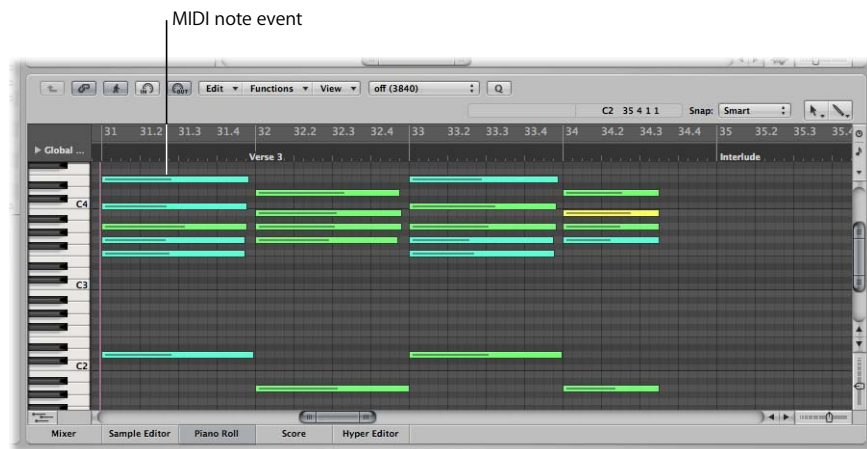 MIDI note event
IN OUT Edit Functions View off (3840) Q
C2 35 4 1 1 Snap: Smart
31 31.2 31.3 31.4 32 32.2 32.3 32.4 33 33.2 33.3 33.4 34 34.2 34.3 34.4 35 35.2 35.3 35.4
Global ... Verse 3 Interlude
C4
C3
C2
Mixer Sample Editor Piano Roll Score Hyper Editor